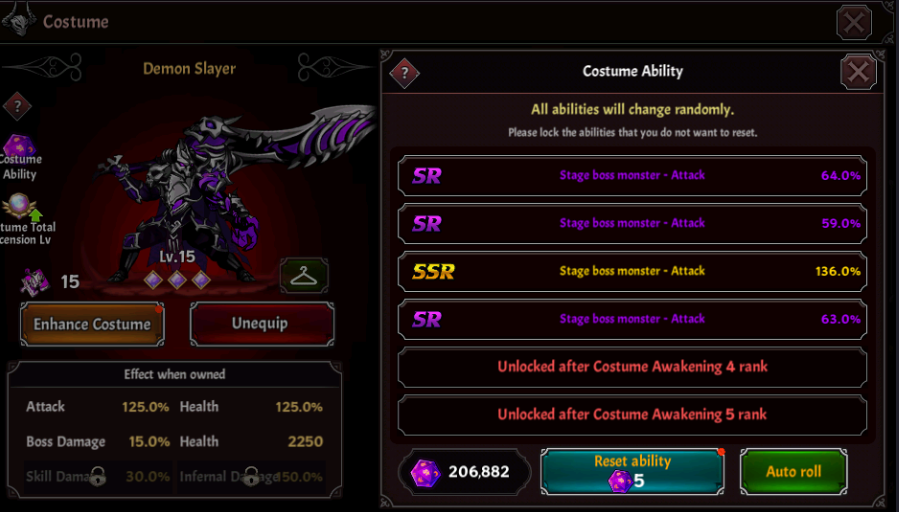 Costume
Demon Slayer
?
Costume
Ability
tume Total
cension Lv
Lv.15
15
Enhance Costume
Unequip
Effect when owned
Attack 125.0% Health 125.0%
Boss Damage 15.0% Health 2250
Skill Damage 30.0% Infernal Damage 150.0%
?
Costume Ability
All abilities will change randomly.
Please lock the abilities that you do not want to reset.
SR Stage boss monster - Attack 64.0%
SR Stage boss monster - Attack 59.0%
SSR Stage boss monster - Attack 136.0%
SR Stage boss monster - Attack 63.0%
Unlocked after Costume Awakening 4 rank
Unlocked after Costume Awakening 5 rank
206,882
Reset ability
5
Auto roll